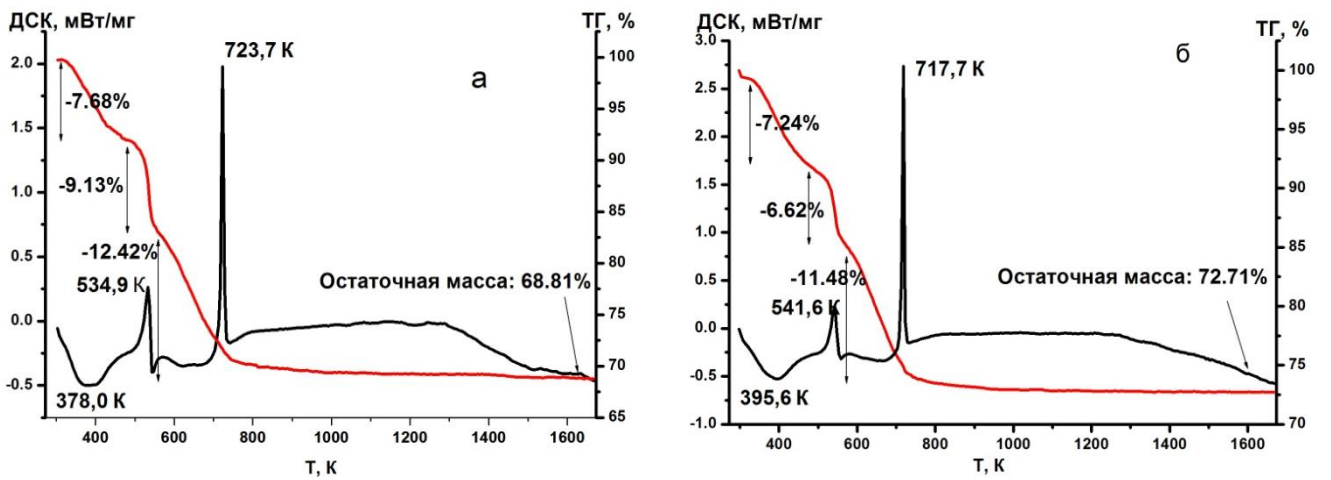 ДСК, мВт/мг
ТГ, %
723,7 К
а
-7.68%
-9.13%
-12.42%
534,9 К
Остаточная масса: 68.81%
378,0 К
2.0
1.5
1.0
0.5
0.0
-0.5
100
95
90
85
80
75
70
65
400 600 800 1000 1200 1400 1600
T, К
ДСК, мВт/мг
ТГ, %
717,7 К
б
-7.24%
-6.62%
-11.48%
541,6 К
Остаточная масса: 72.71%
395,6 К
3.0
2.5
2.0
1.5
1.0
0.5
0.0
-0.5
-1.0
100
95
90
85
80
75
70
400 600 800 1000 1200 1400 1600
T, К